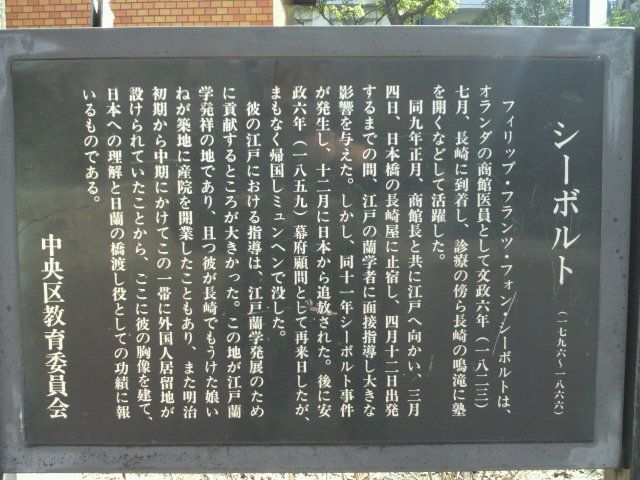 シーボルト（一七九六～一八六六）
フィリップ・フランツ・フォン・シーボルトは、
オランダの商館医員として文政六年（一八二三）
七月、長崎に到着し、診療の傍ら長崎の鳴滝に塾
を開くなどして活躍した。
同九年正月、商館長と共に江戸へ向かい、三月
四日、日本橋の長崎屋に止宿し、四月十二日出発
するまでの間、江戸の蘭学者に面接指導し大きな
影響を与えた。しかし、同十一年シーボルト事件
が発生し、十二月に日本から追放された。後に安
政六年（一八五九）幕府顧問として再来日したが、
まもなく帰国しミュンヘンで没した。
彼の江戸における指導は、江戸蘭学発展のため
に貢献するところが大きかった。この地が江戸蘭
学発祥の地であり、且つ彼が長崎でもうけた娘い
ねが築地に産院を開業したこともあり、また明治
初期から中期にかけてこの一帯に外国人居留地が
設けられていたことから、ここに彼の胸像を建て、
日本への理解と日蘭の橋渡し役としての功績に報
いるものである。
中央区教育委員会